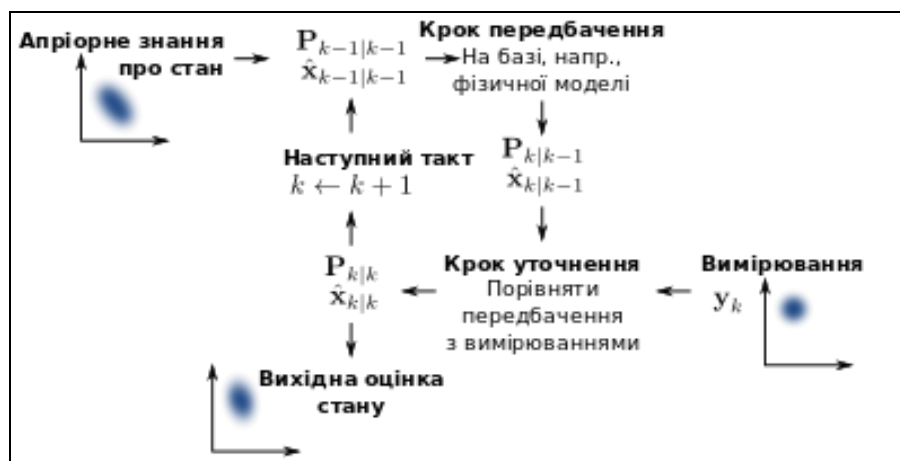 Апріорне знання
про стан
P_{k−1|k−1}
x̂_{k−1|k−1}
Крок передбачення
На базі, напр.,
фізичної моделі
P_{k|k−1}
x̂_{k|k−1}
Наступний такт
k ← k + 1
P_{k|k}
x̂_{k|k}
Крок уточнення
Порівняти
передбачення
з вимірюваннями
Вимірювання
y_k
Вихідна оцінка
стану